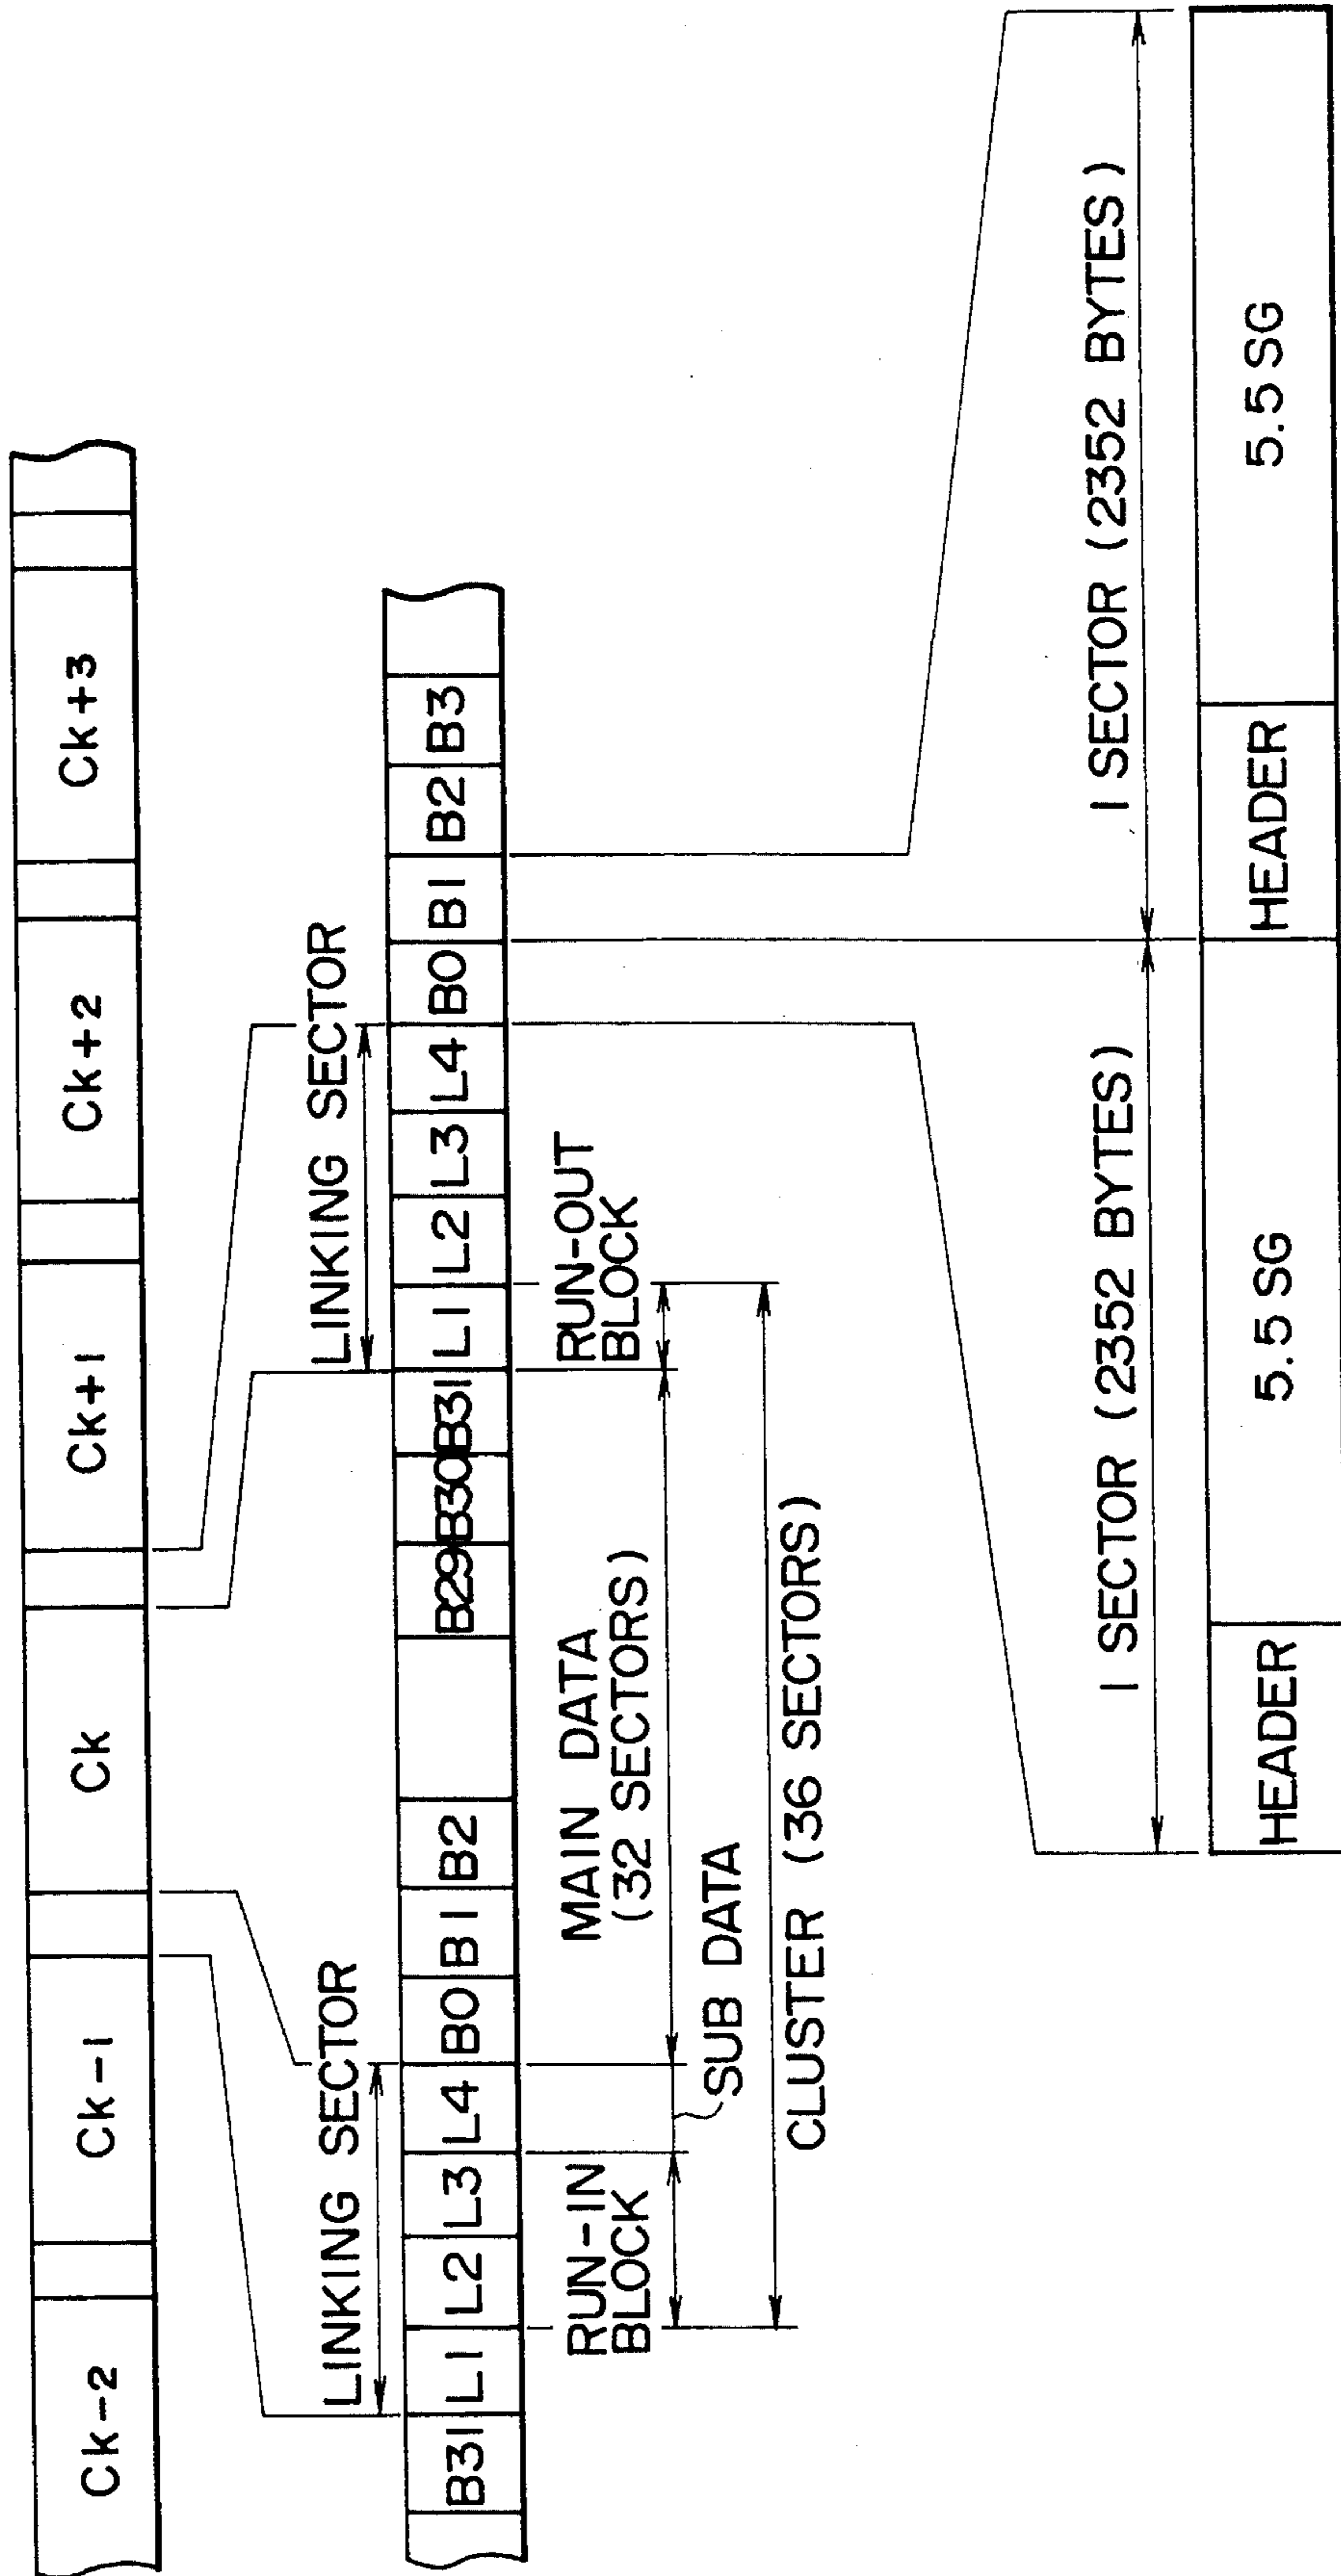 Ck-2
Ck-1
Ck
Ck+1
Ck+2
Ck+3
LINKING SECTOR
LINKING SECTOR
B31 L1 L2 L3 L4 B0 B1 B2
B29 B30 B31 L1 L2 L3 L4 B0 B1 B2 B3
RUN-IN
BLOCK
MAIN DATA
(32 SECTORS)
RUN-OUT
BLOCK
SUB DATA
CLUSTER (36 SECTORS)
1 SECTOR (2352 BYTES)
1 SECTOR (2352 BYTES)
HEADER
5.5 SG
HEADER
5.5 SG